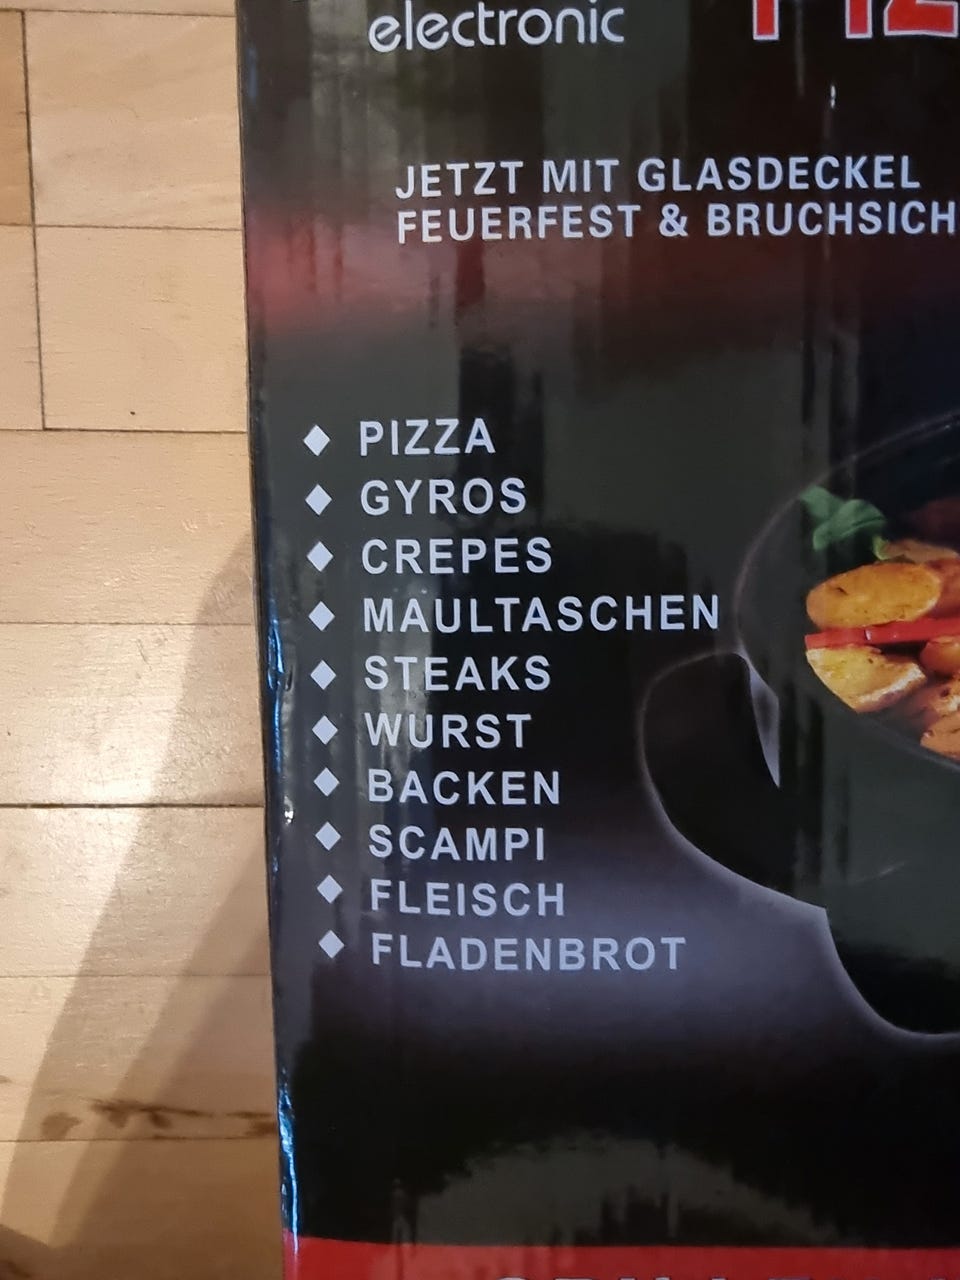 electronic
JETZT MIT GLASDECKEL
FEUERFEST & BRUCHSICH
PIZZA
GYROS
CREPES
MAULTASCHEN
STEAKS
WURST
BACKEN
SCAMPI
FLEISCH
FLADENBROT